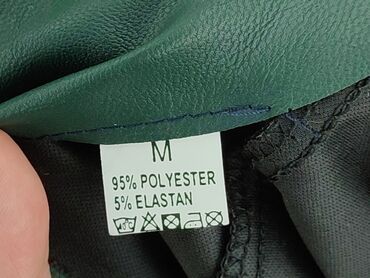 M
95% POLYESTER
5% ELASTAN